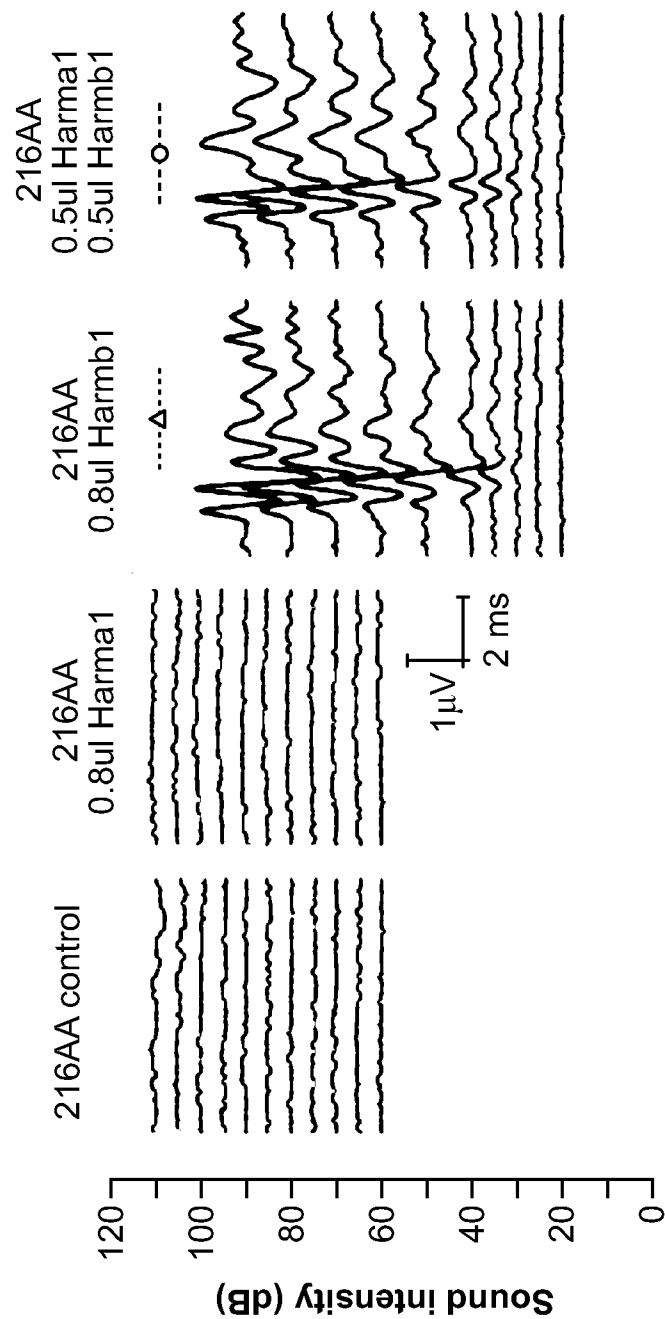 216AA control
216AA
0.8ul Harma1
216AA
0.8ul Harmb1
216AA
0.5ul Harma1
0.5ul Harmb1
Sound intensity (dB)
120
100
80
60
40
20
0
1µV
2 ms